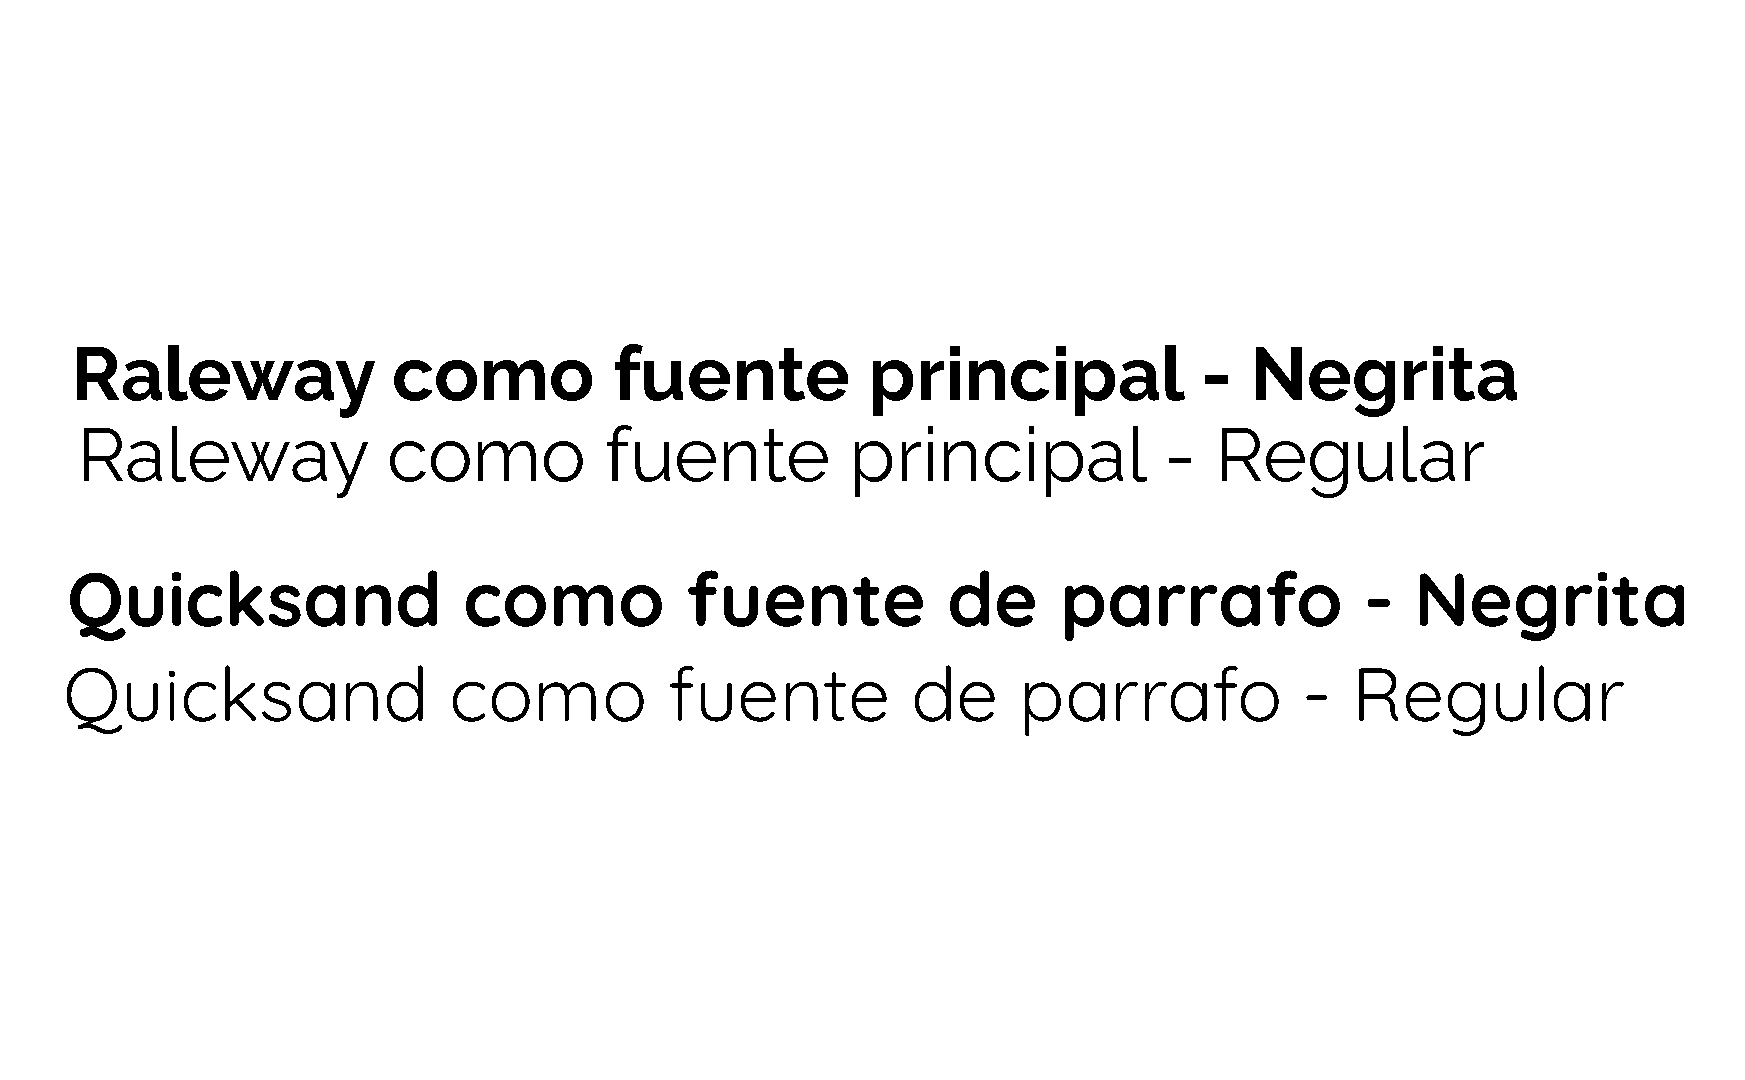 Raleway como fuente principal - Negrita
Raleway como fuente principal - Regular
Quicksand como fuente de parrafo - Negrita
Quicksand como fuente de parrafo - Regular